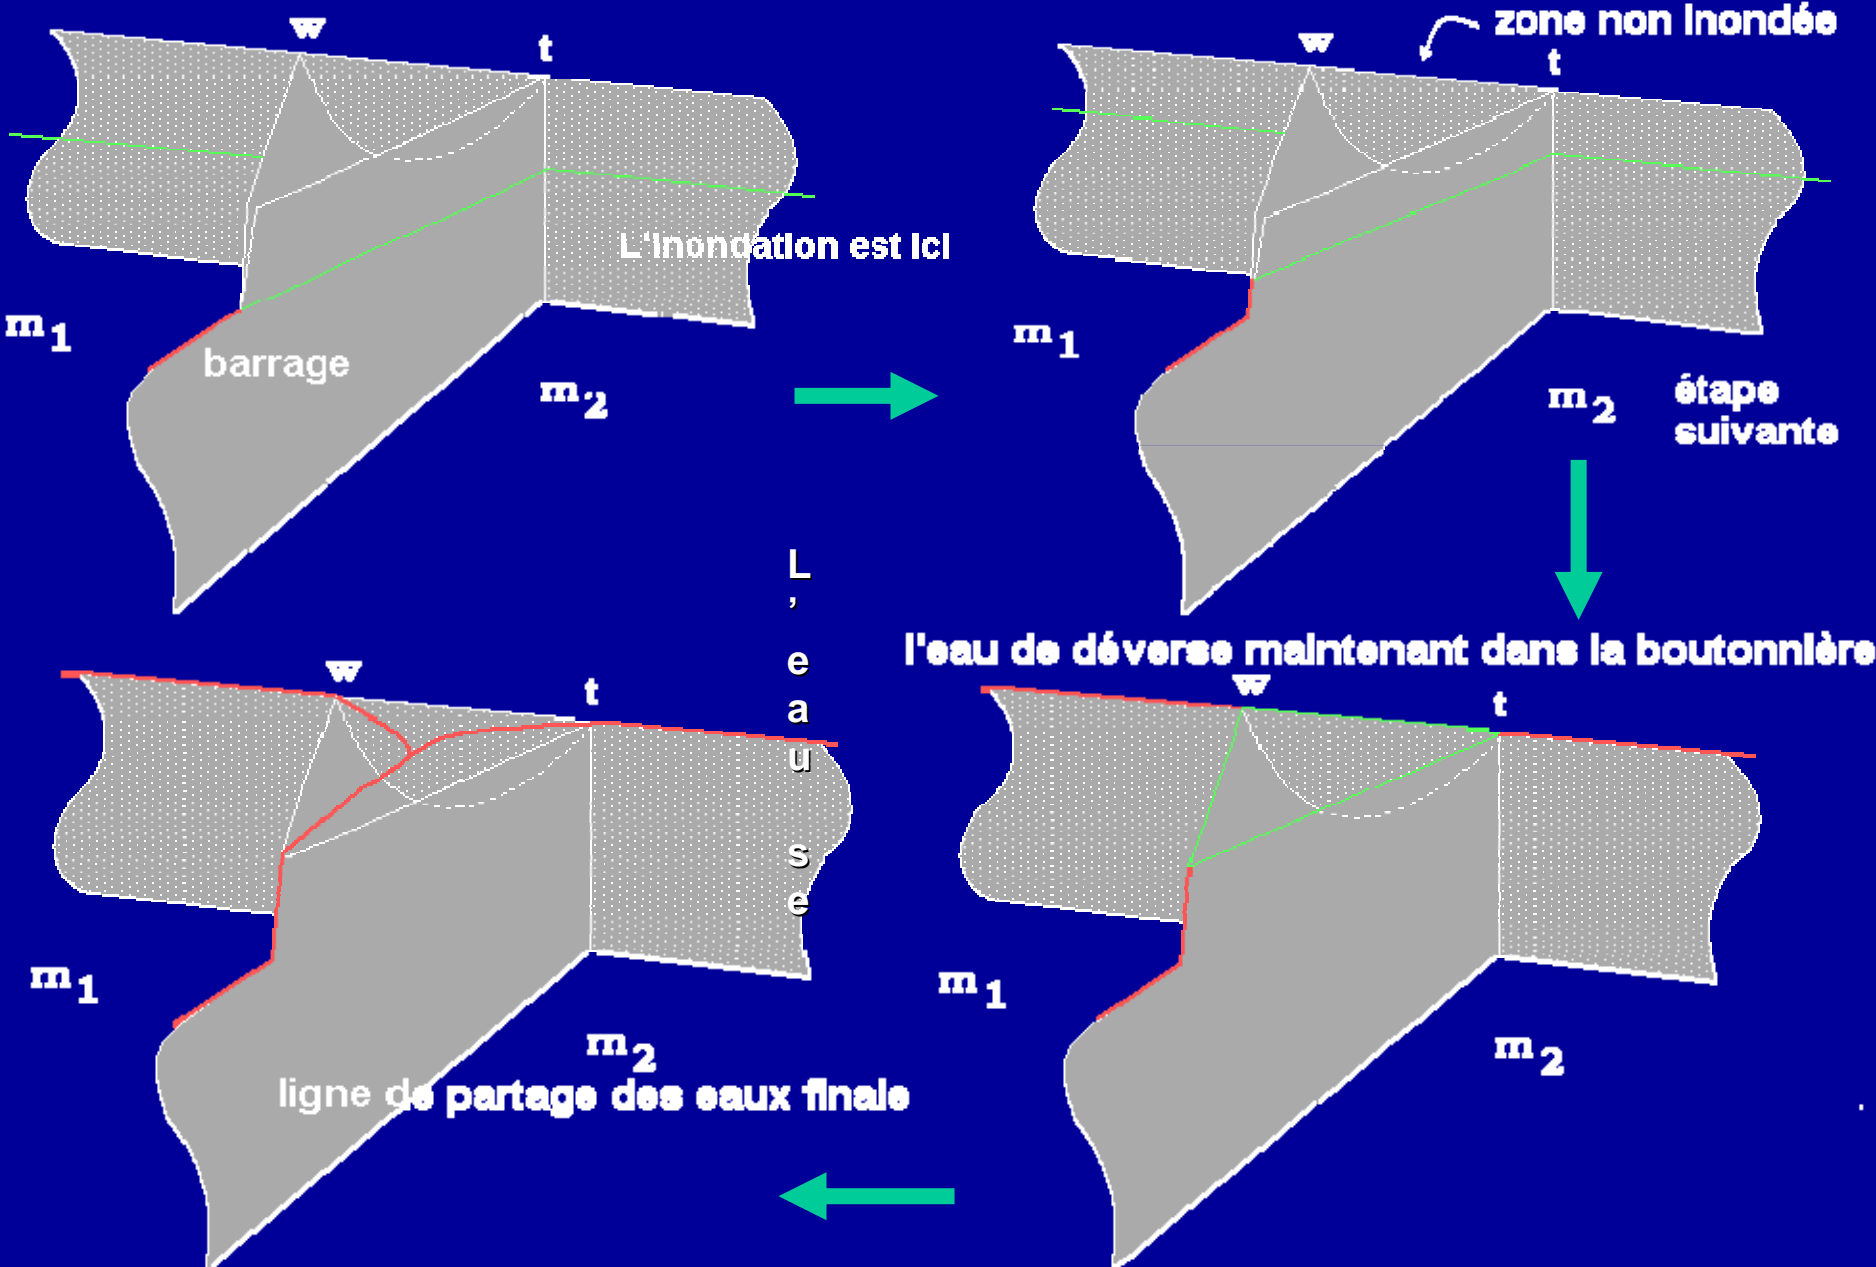 w
t
L'inondation est ici
m1
barrage
m2
zone non inondée
w
t
m1
m2
étape
suivante
l'eau de déverse maintenant dans la boutonnière
w
t
m1
m2
L
’
e
a
u
s
e
w
t
m1
m2
ligne de partage des eaux finale